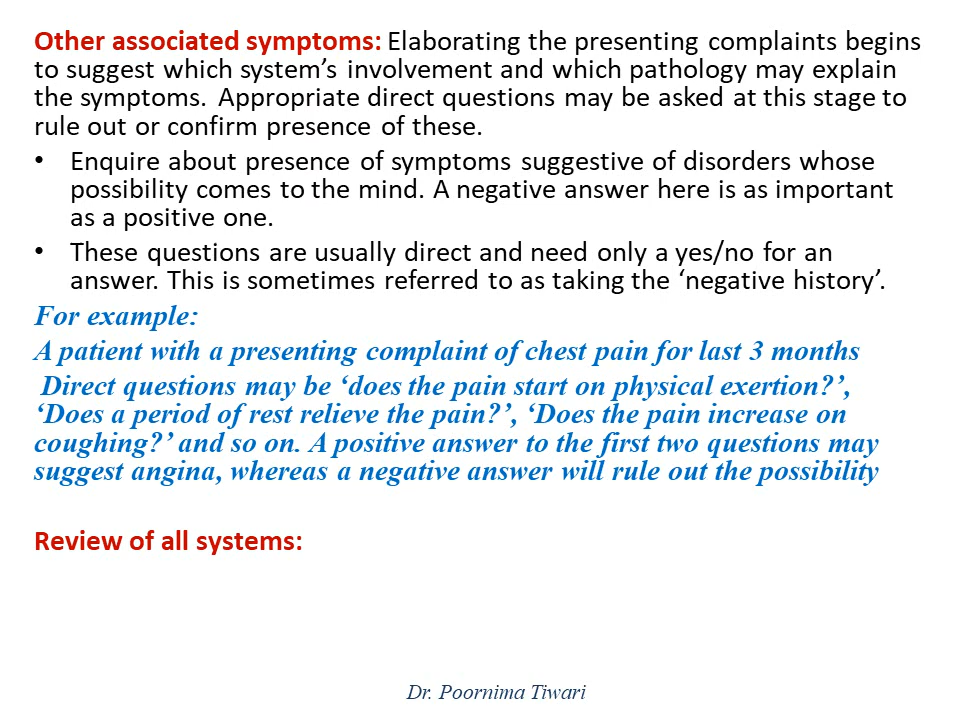 Other associated symptoms: Elaborating the presenting complaints begins
to suggest which system’s involvement and which pathology may explain
the symptoms. Appropriate direct questions may be asked at this stage to
rule out or confirm presence of these.
• Enquire about presence of symptoms suggestive of disorders whose
possibility comes to the mind. A negative answer here is as important
as a positive one.
• These questions are usually direct and need only a yes/no for an
answer. This is sometimes referred to as taking the ‘negative history’.
For example:
A patient with a presenting complaint of chest pain for last 3 months
Direct questions may be ‘does the pain start on physical exertion?’,
‘Does a period of rest relieve the pain?’, ‘Does the pain increase on
coughing?’ and so on. A positive answer to the first two questions may
suggest angina, whereas a negative answer will rule out the possibility
Review of all systems:
Dr. Poornima Tiwari